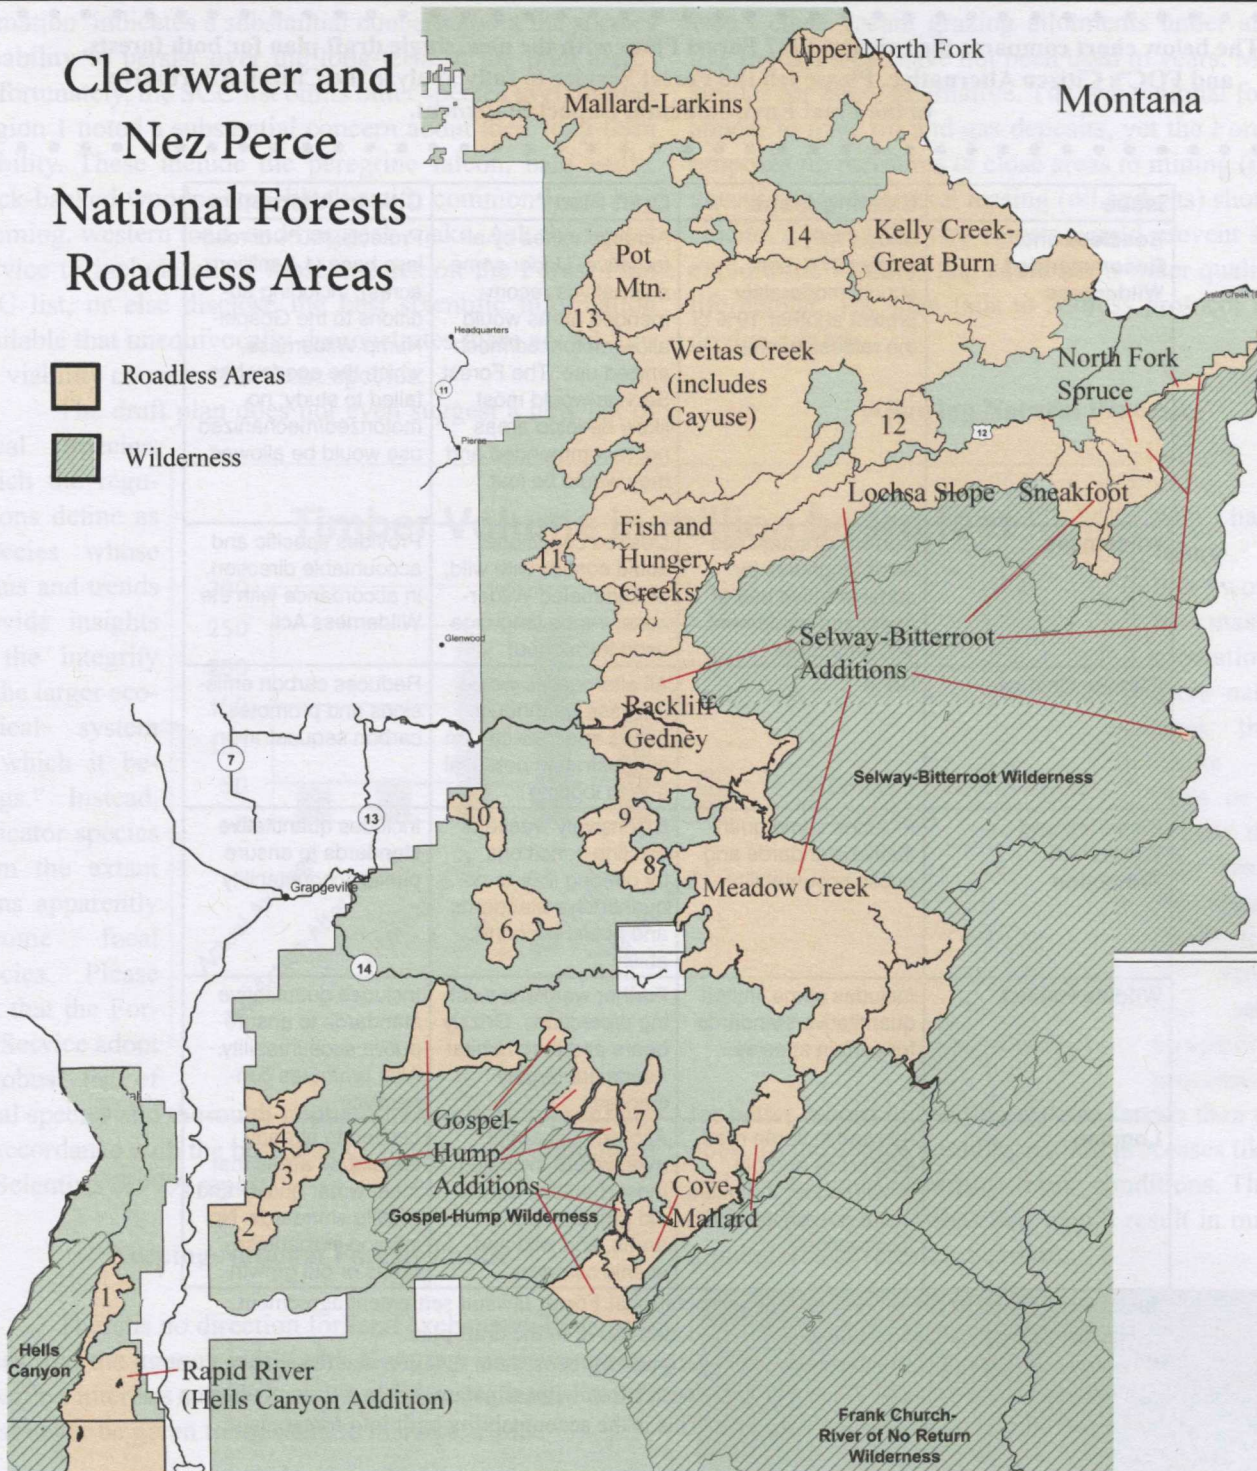 Clearwater and
Nez Perce
National Forests
Roadless Areas
Roadless Areas
Wilderness
Montana
Upper North Fork
Mallard-Larkins
14
Kelly Creek-
Great Burn
Pot
Mtn.
13
Weitas Creek
(includes
Cayuse)
Headquarters
11
Pierce
North Fork
Spruce
12
12
Lochsa Slope
Sneakfoot
Fish and
Hungry
Creeks
11
Glenwood
Selway-Bitterroot
Additions
Rackliff
Gedney
Selway-Bitterroot Wilderness
7
13
10
9
8
Grangeville
Meadow Creek
6
14
5
4
3
2
Gospel-
Hump
Additions
7
Gospel-Hump Wilderness
Cove-
Mallard
1
Hells
Canyon
Rapid River
(Hells Canyon Addition)
Frank Church-
River of No Return
Wilderness